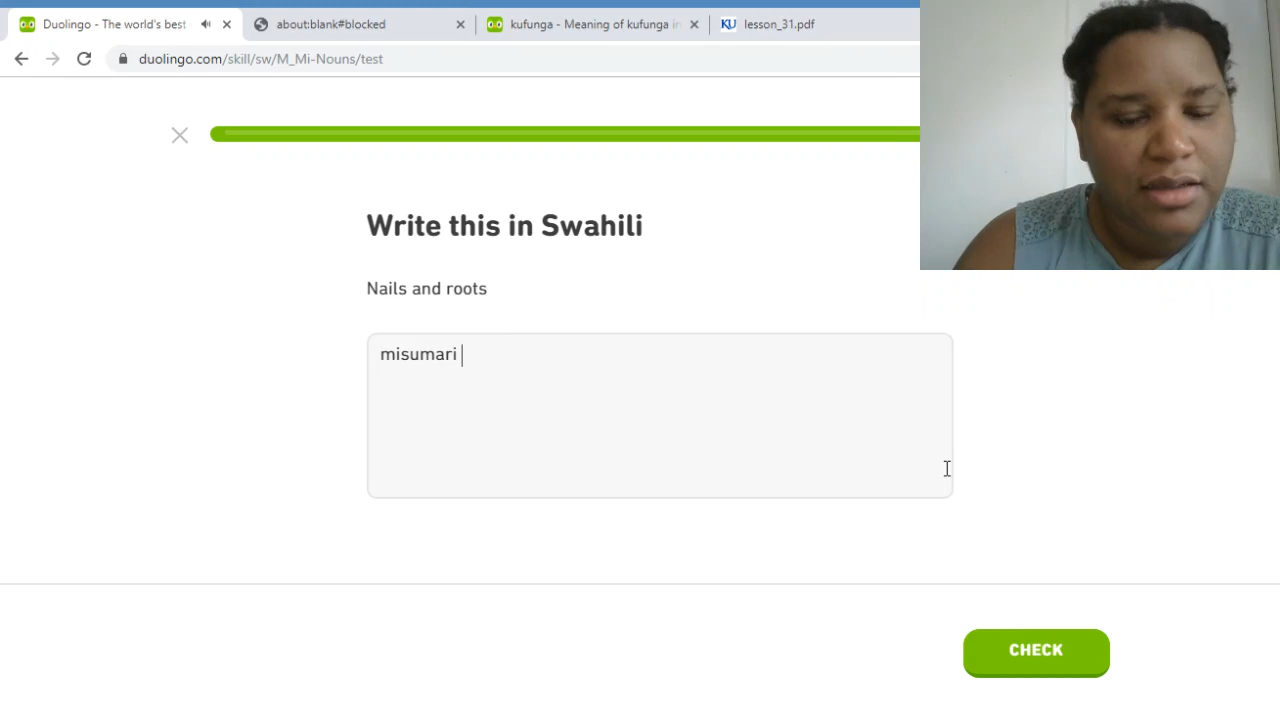 Duolingo - The world's best
about:blank#blocked
kufunga - Meaning of kufunga in
KU lesson_31.pdf
duolingo.com/skill/sw/M_Mi-Nouns/test
Write this in Swahili
Nails and roots
misumari
CHECK